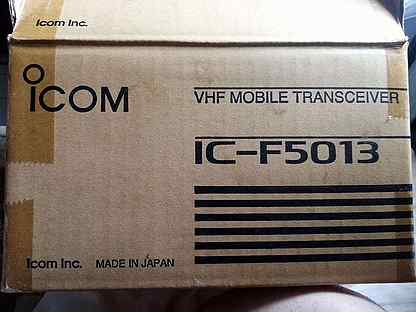 Icom Inc.
ICOM
VHF MOBILE TRANSCEIVER
IC-F5013
Icom Inc. MADE IN JAPAN